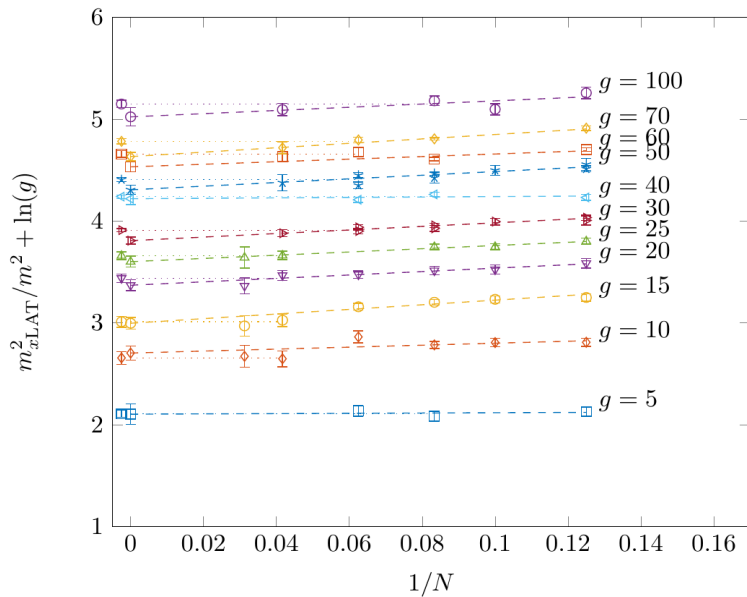 6
5
4
3
2
1
m²ₓLAT/m² + ln(g)
g = 100
g = 70
g = 60
g = 50
g = 40
g = 30
g = 25
g = 20
g = 15
g = 10
g = 5
0 0.02 0.04 0.06 0.08 0.1 0.12 0.14 0.16
1/N